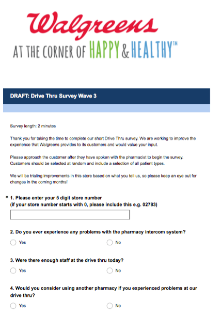 Walgreens
AT THE CORNER OF HAPPY & HEALTHY™
DRAFT: Drive Thru Survey Wave 3
Survey length: 2 minutes
Thank you for taking the time to complete our short Drive Thru survey. We are working to improve the
experience that Walgreens provides to its customers and would value your input.
Please approach the customer after they have spoken with the pharmacist to begin the survey.
Customers should be selected at random and include a selection of all patient types.
We will be making improvements in this store based on what you tell us, so please keep an eye out for
changes in the coming months!
* 1. Please enter your 5 digit store number
(if your store number starts with 0, please include this e.g. 02783)
2. Do you ever experience any problems with the pharmacy intercom system?
Yes No
3. Were there enough staff at the drive thru today?
Yes No
4. Would you consider using another pharmacy if you experienced problems at our
drive thru?
Yes No